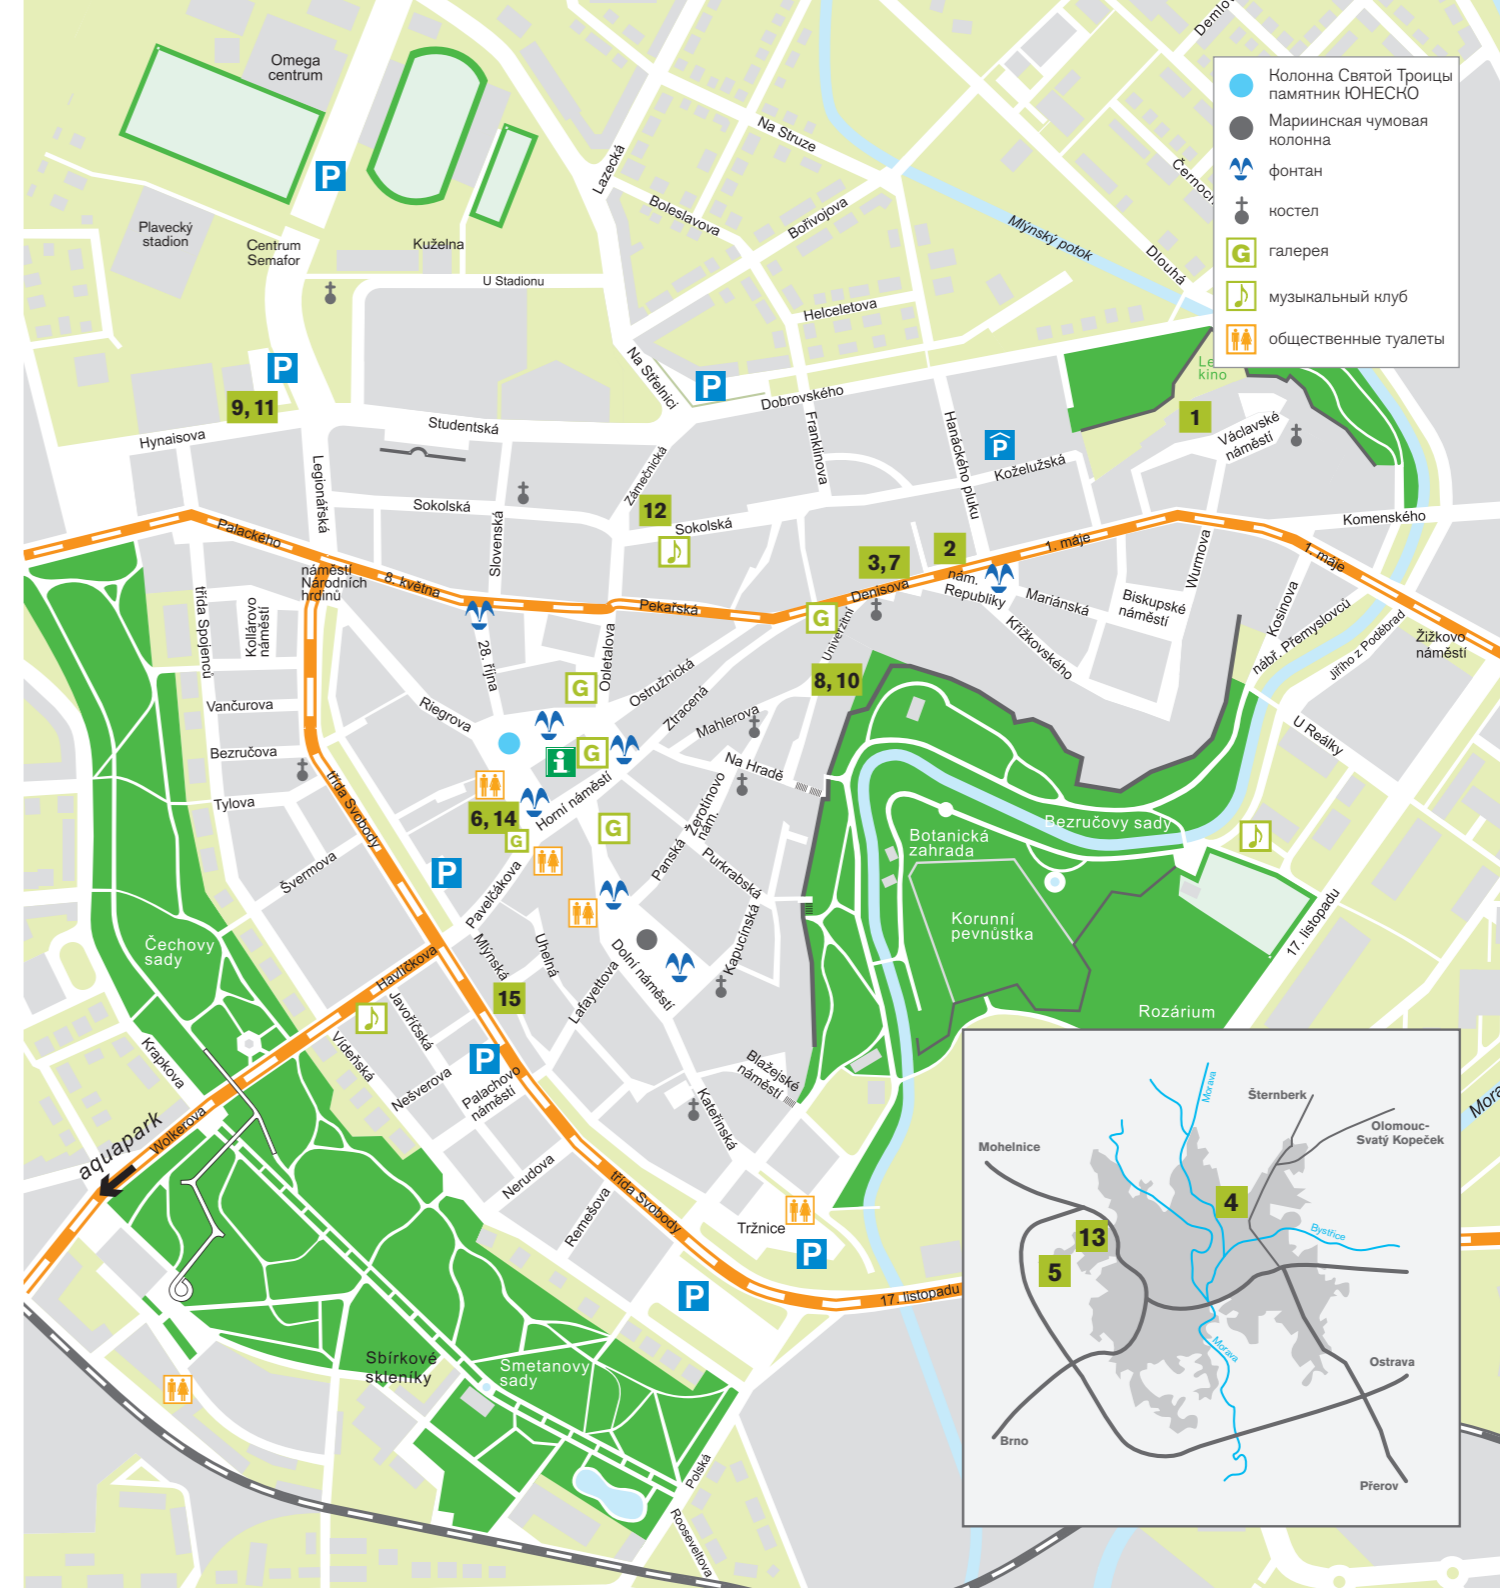 Demlo
Omega
centrum
Колонна Святой Троицы
памятник ЮНЕСКО
Мариинская чумовая
колонна
фонтан
костел
G галерея
музыкальный клуб
общественные туалеты
Na Struze
Lazecká
P
Černoch
Boleslavova
Bořivojova
Plavecký
stadion
Centrum
Semafor
Kuželna
Mlýnský potok
Dlouhá
U Stadionu
Helceletova
Na Střelnici
P
P
Le
kino
Dobrovského
9, 11
1
Hynaisova
Studentská
Franklinova
Hanáckého pluku
P
Václavské
náměstí
Legionářská
Zámečnická
Koželužská
Sokolská
12
Sokolská
Komenského
Palackého
Slovenská
1. máje
1. máje
Wurmova
2
3, 7
náměstí
Národních
hrdinů
8. května
Pekařská
Denisova
nám.
Republiky
Mariánská
Biskupské
náměstí
Kosinova
nábř. Přemyslovců
Jiřího z Poděbrad
Žižkovo
náměstí
třída Spojenců
Kollárovo
náměstí
28. října
Opletalova
G
Univerzitní
Křížkovského
8, 10
Ostružnická
Ztracená
Mahlerova
G
Vančurova
Riegrova
U Reálky
Bezručova
i
G
Na Hradě
Tylova
třída Svobody
6, 14
Horní náměstí
Žerotínovo
nám.
G
G
Bezručovy sady
Botanická
zahrada
Švermova
P
Pavelčákova
Panská
Purkrabská
Korunní
pevnůstka
17. listopadu
Čechovy
sady
Havlíčkova
Mlýnská
Uhelná
Lafayettova
Dolní náměstí
Kapucínská
15
Rozárium
Javoříčská
Vídeňská
Krapkova
P
Nešverova
Palachovo
náměstí
Blažejské
náměstí
Kateřinská
aquapark
Wolkerova
Nerudova
Remešova
třída Svobody
Tržnice
P
P
17. listopadu
Sbírkové
skleníky
Smetanovy
sady
Polská
Rooseveltova
Mora
Morava
Šternberk
Olomouc-
Svatý Kopeček
Mohelnice
4
13
5
Bystřice
Morava
Ostrava
Brno
Přerov